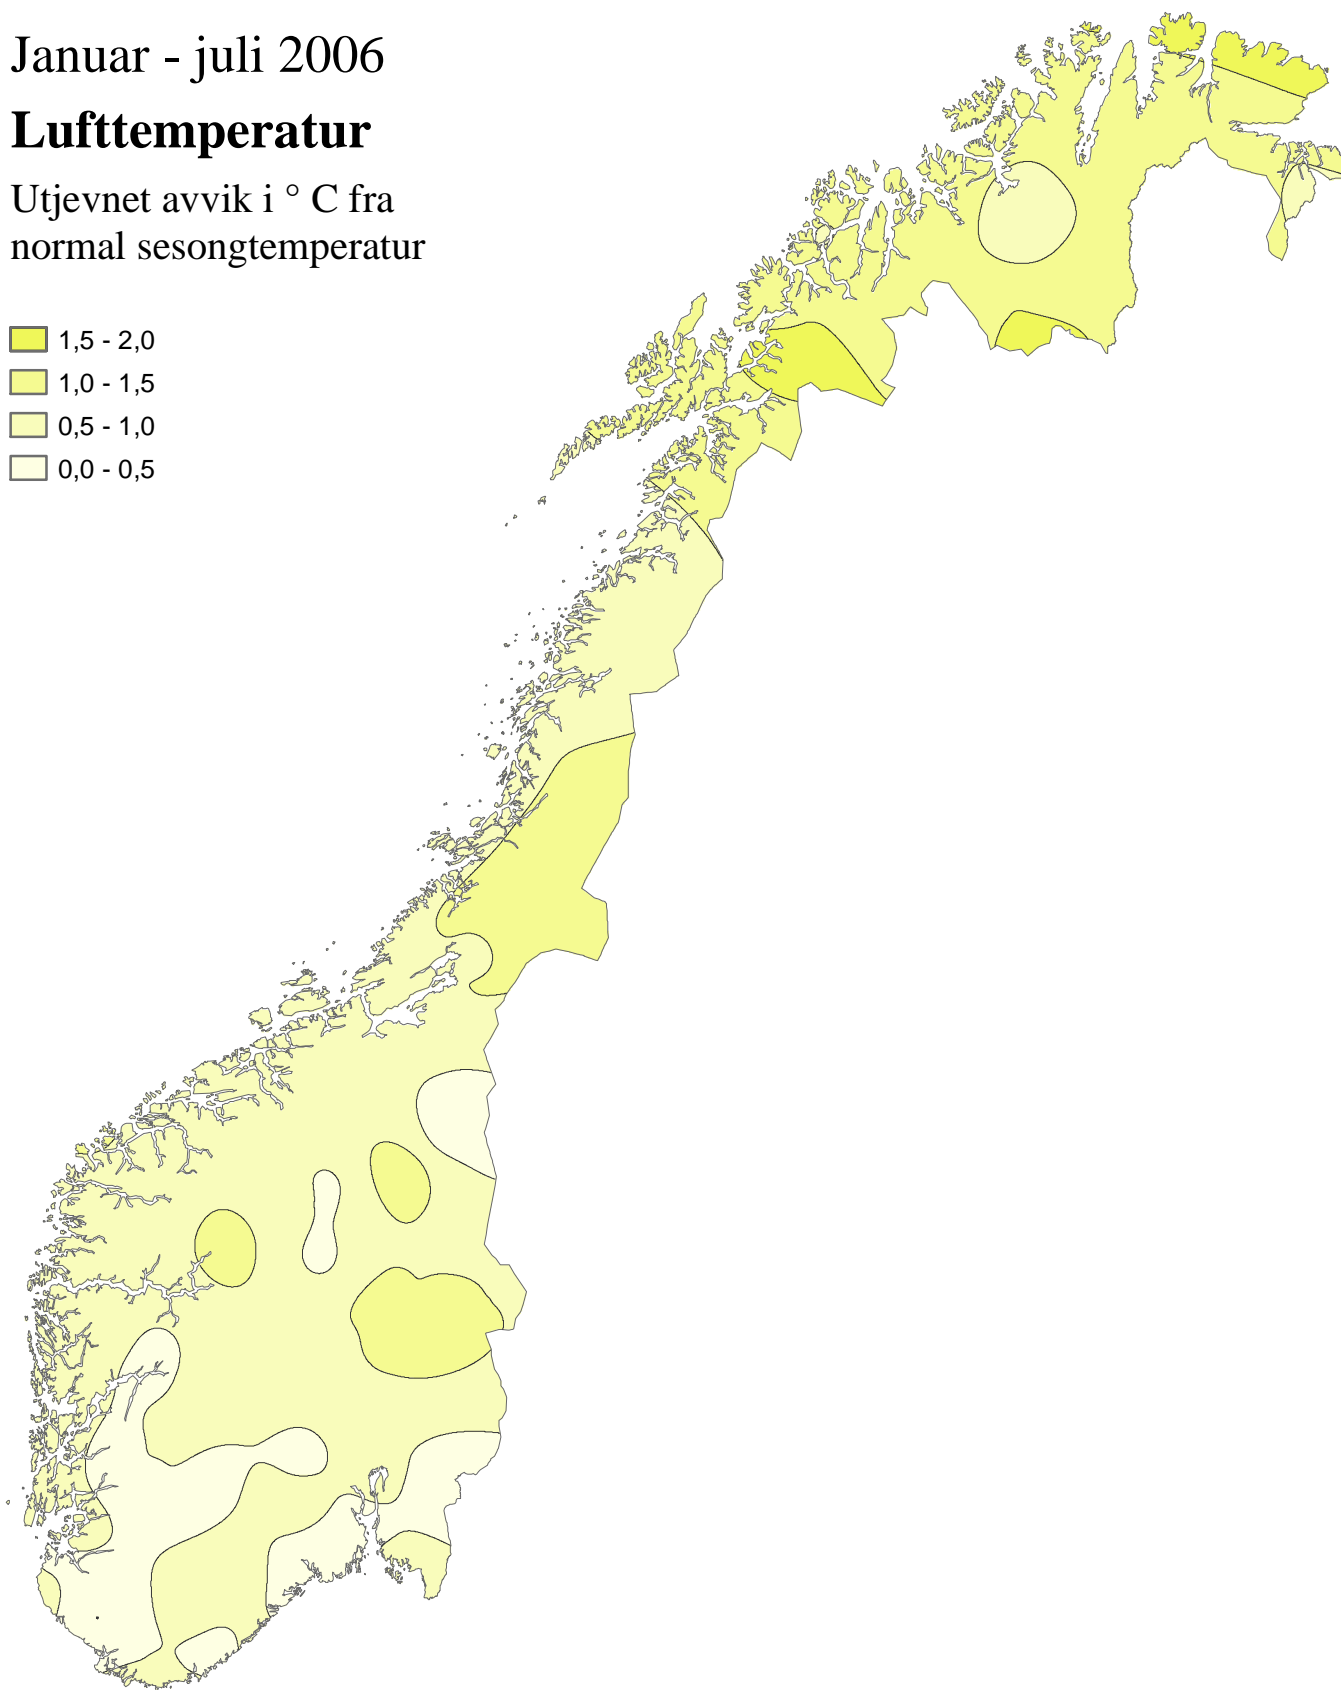 Januar - juli 2006
Lufttemperatur
Utjevnet avvik i ° C fra
normal sesongtemperatur
1,5 - 2,0
1,0 - 1,5
0,5 - 1,0
0,0 - 0,5